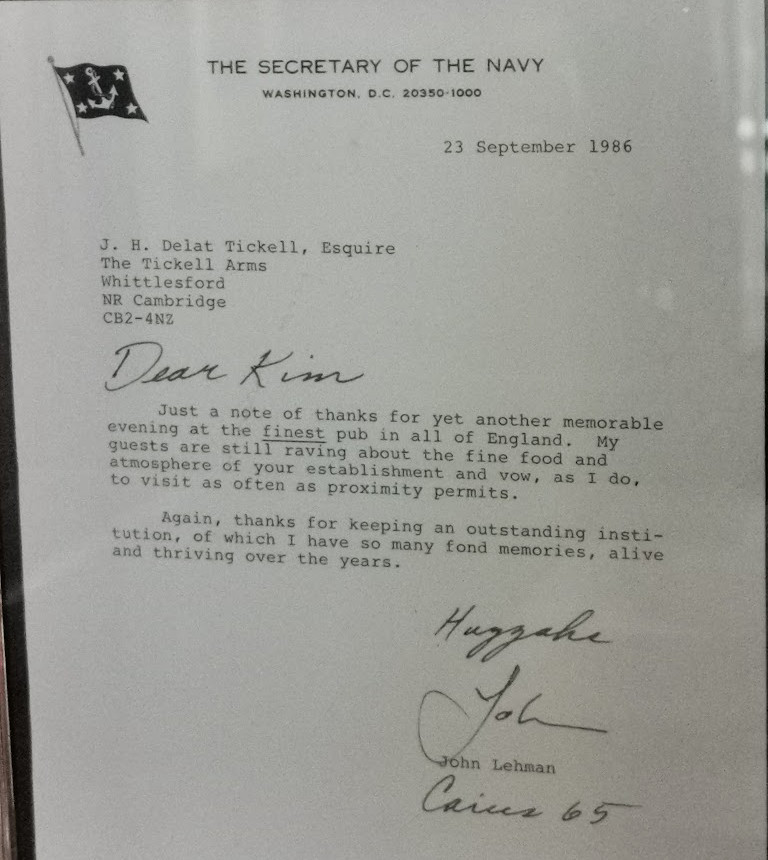 THE SECRETARY OF THE NAVY
WASHINGTON, D.C. 20350-1000
23 September 1986
J. H. Delat Tickell, Esquire
The Tickell Arms
Whittlesford
NR Cambridge
CB2-4NZ
Dear Kim
Just a note of thanks for yet another memorable
evening at the finest pub in all of England. My
guests are still raving about the fine food and
atmosphere of your establishment and vow, as I do,
to visit as often as proximity permits.
Again, thanks for keeping an outstanding insti-
tution, of which I have so many fond memories, alive
and thriving over the years.
Huzzahs
John
John Lehman
Caius 65